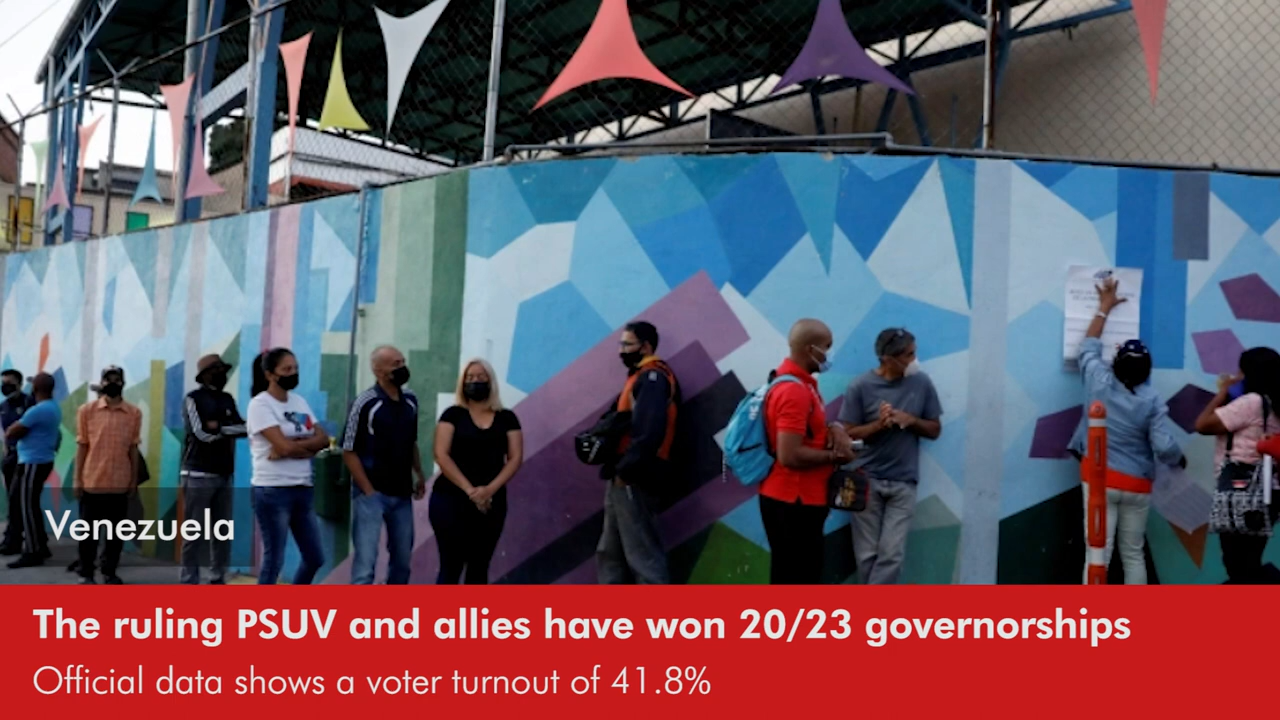 Venezuela
The ruling PSUV and allies have won 20/23 governorships
Official data shows a voter turnout of 41.8%